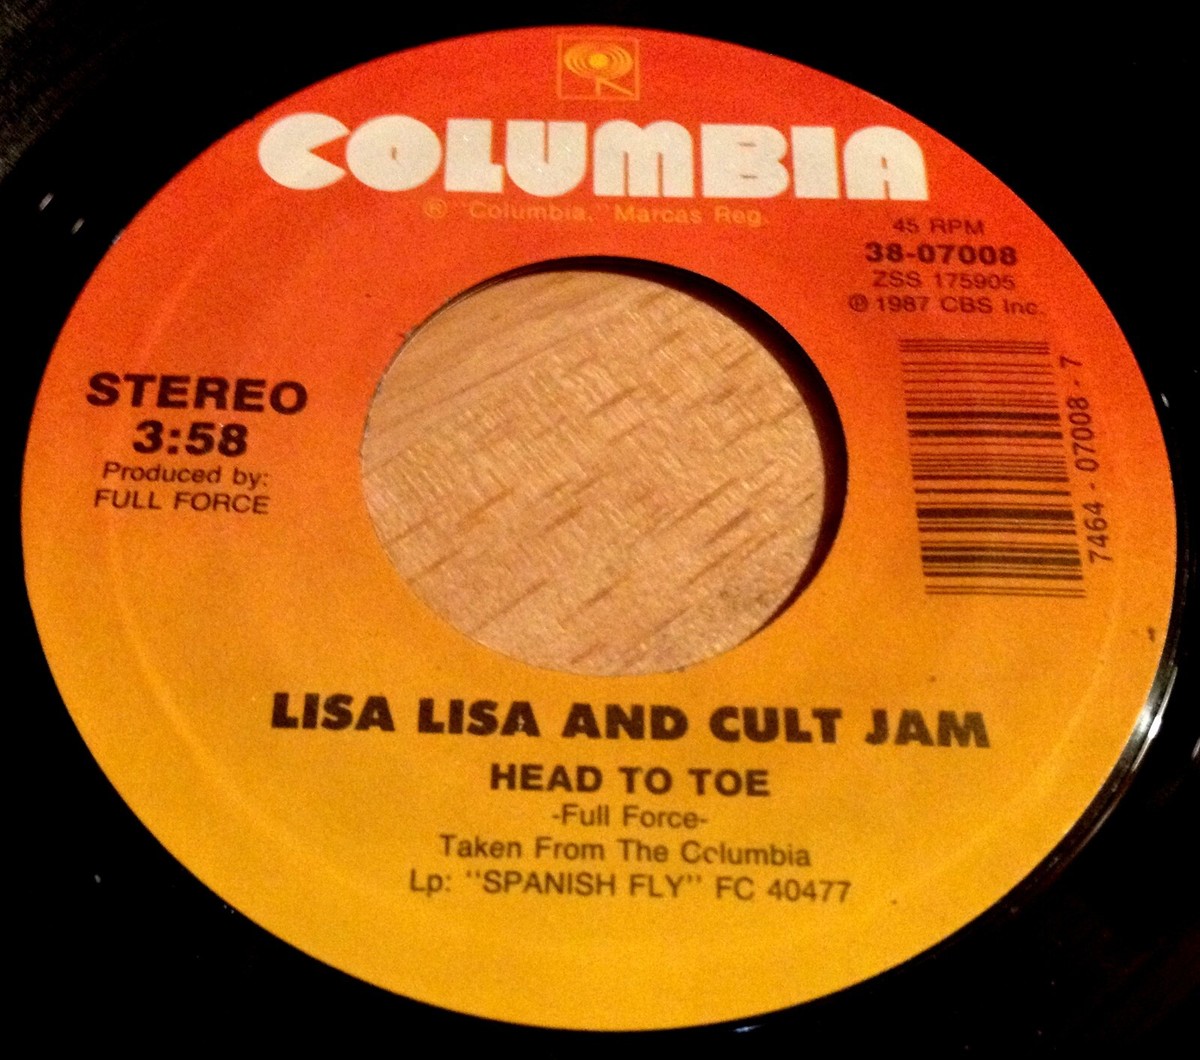 COLUMBIA
® "Columbia," Marcas Reg.
45 RPM
38-07008
ZSS 175905
℗ 1987 CBS Inc.
7464 - 07008 - 7
STEREO
3:58
Produced by:
FULL FORCE
LISA LISA AND CULT JAM
HEAD TO TOE
-Full Force-
Taken From The Columbia
Lp: "SPANISH FLY" FC 40477